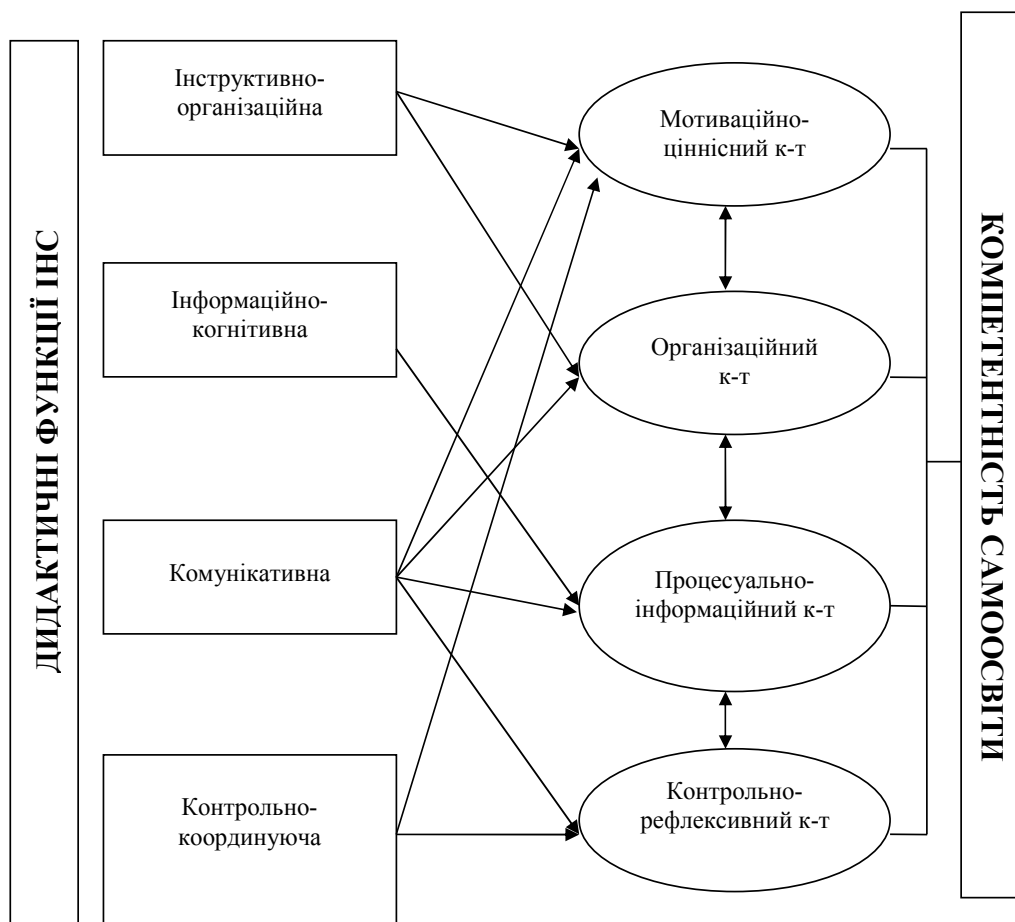 ДИДАКТИЧНІ ФУНКЦІЇ ІНС
Інструктивно-
організаційна
Інформаційно-
когнітивна
Комунікативна
Контрольно-
координуюча
Мотиваційно-
ціннісний к-т
Організаційний
к-т
Процесуально-
інформаційний к-т
Контрольно-
рефлексивний к-т
КОМПЕТЕНТНІСТЬ САМООСВІТИ